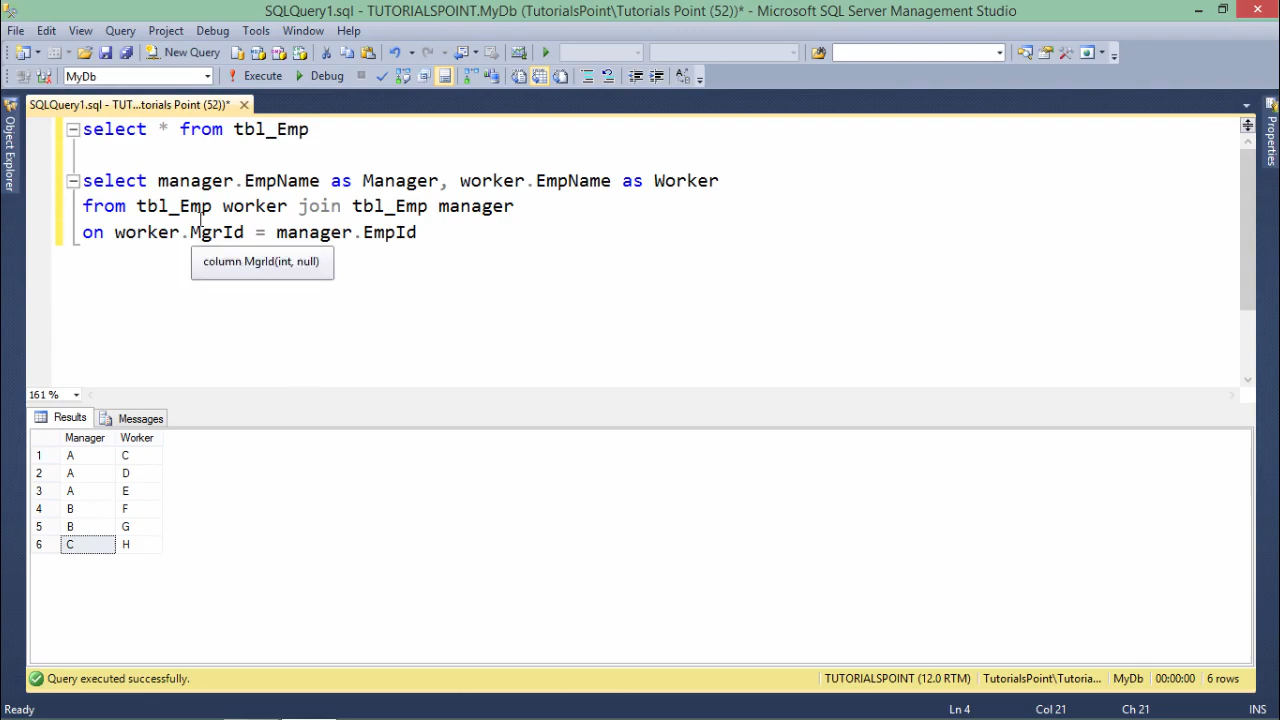 SQLQuery1.sql - TUTORIALSPOINT.MyDb (TutorialsPoint\Tutorials Point (52))* - Microsoft SQL Server Management Studio
File Edit View Query Project Debug Tools Window Help
New Query
MyDb Execute Debug
SQLQuery1.sql - TUT...torials Point (52))*
Object Explorer
Properties
select * from tbl_Emp
select manager.EmpName as Manager, worker.EmpName as Worker
from tbl_Emp worker join tbl_Emp manager
on worker.MgrId = manager.EmpId
column MgrId(int, null)
161 %
Results Messages
Manager Worker
1 A C
2 A D
3 A E
4 B F
5 B G
6 C H
Query executed successfully. TUTORIALSPOINT (12.0 RTM) TutorialsPoint\Tutoria... MyDb 00:00:00 6 rows
Ready Ln 4 Col 21 Ch 21 INS